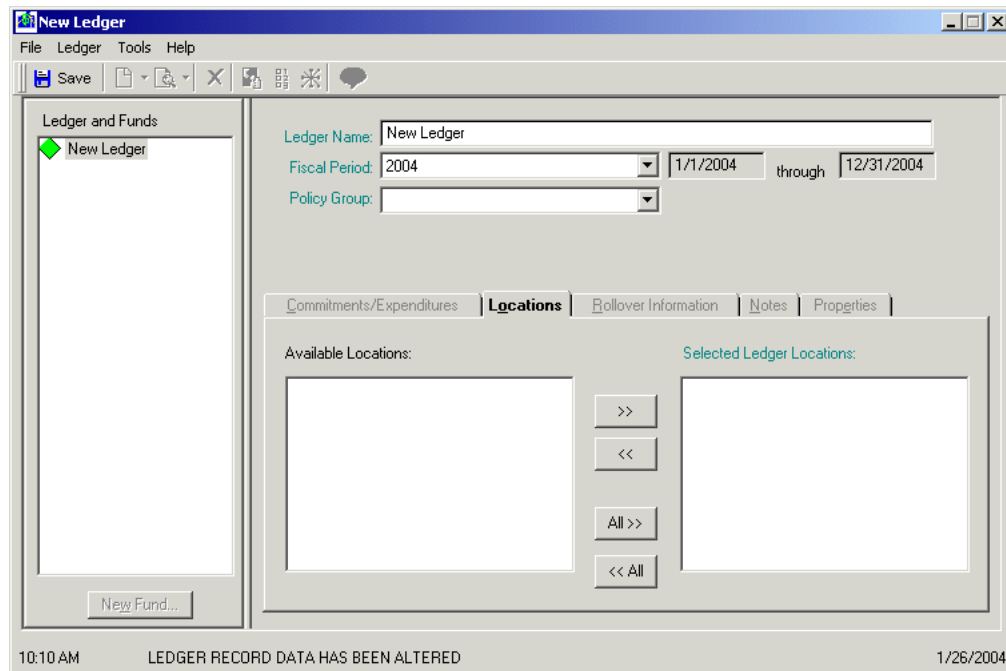 New Ledger
File Ledger Tools Help
Save
Ledger and Funds
New Ledger
Ledger Name: New Ledger
Fiscal Period: 2004 1/1/2004 through 12/31/2004
Policy Group:
Commitments/Expenditures Locations Rollover Information Notes Properties
Available Locations: Selected Ledger Locations:
>>
<<
All >>
<< All
New Fund...
10:10 AM LEDGER RECORD DATA HAS BEEN ALTERED 1/26/2004